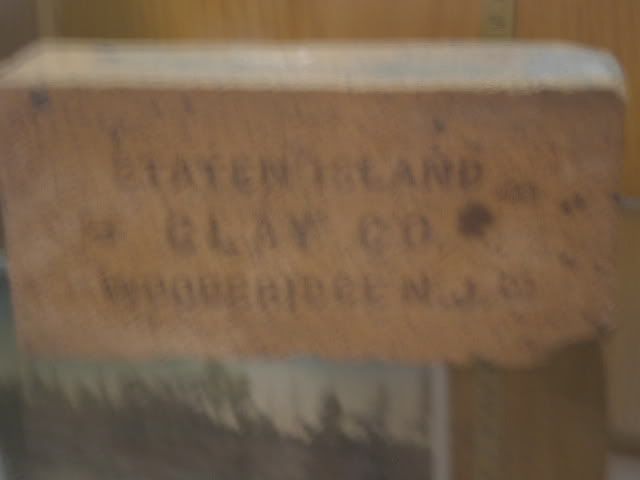 STATEN ISLAND
CLAY CO.
WOODBRIDGE N.J.